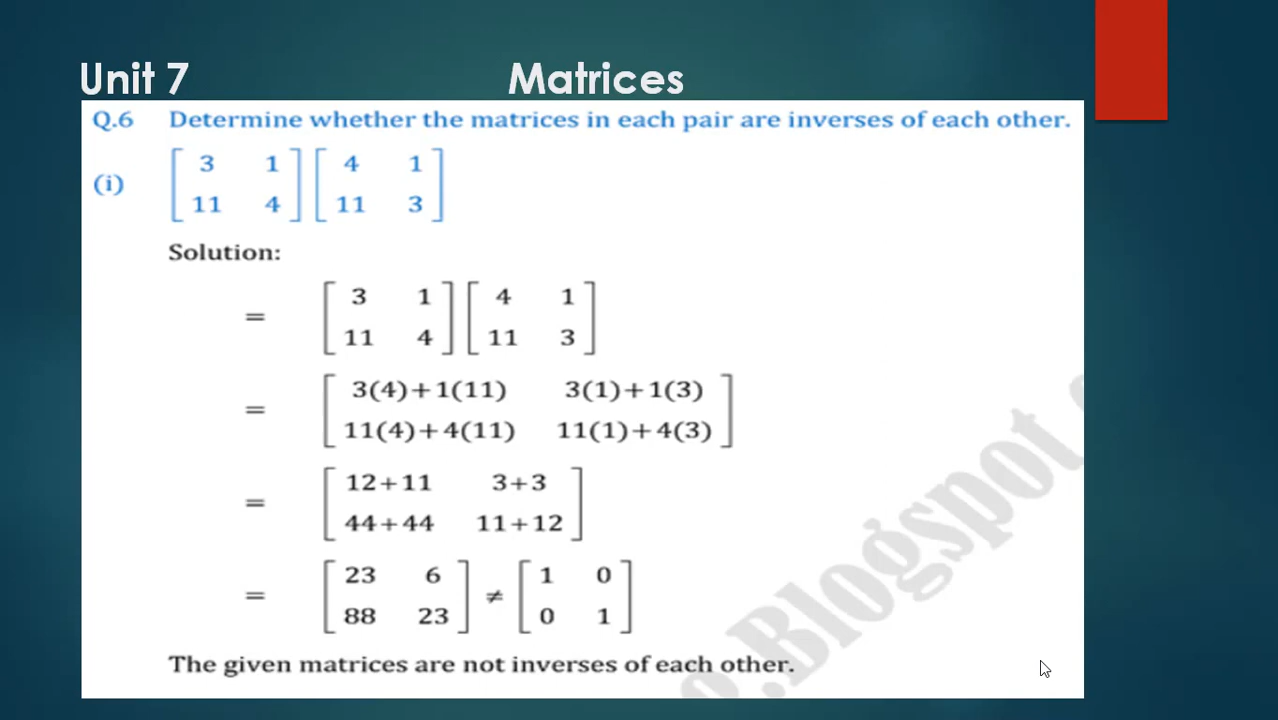 Unit 7 Matrices
Q.6 Determine whether the matrices in each pair are inverses of each other.
(i) [ 3 1 ] [ 4 1 ]
[ 11 4 ] [ 11 3 ]
Solution:
= [ 3 1 ] [ 4 1 ]
[ 11 4 ] [ 11 3 ]
= [ 3(4)+1(11) 3(1)+1(3) ]
[ 11(4)+4(11) 11(1)+4(3) ]
= [ 12+11 3+3 ]
[ 44+44 11+12 ]
= [ 23 6 ] ≠ [ 1 0 ]
[ 88 23 ] [ 0 1 ]
The given matrices are not inverses of each other.
.Blogspot.